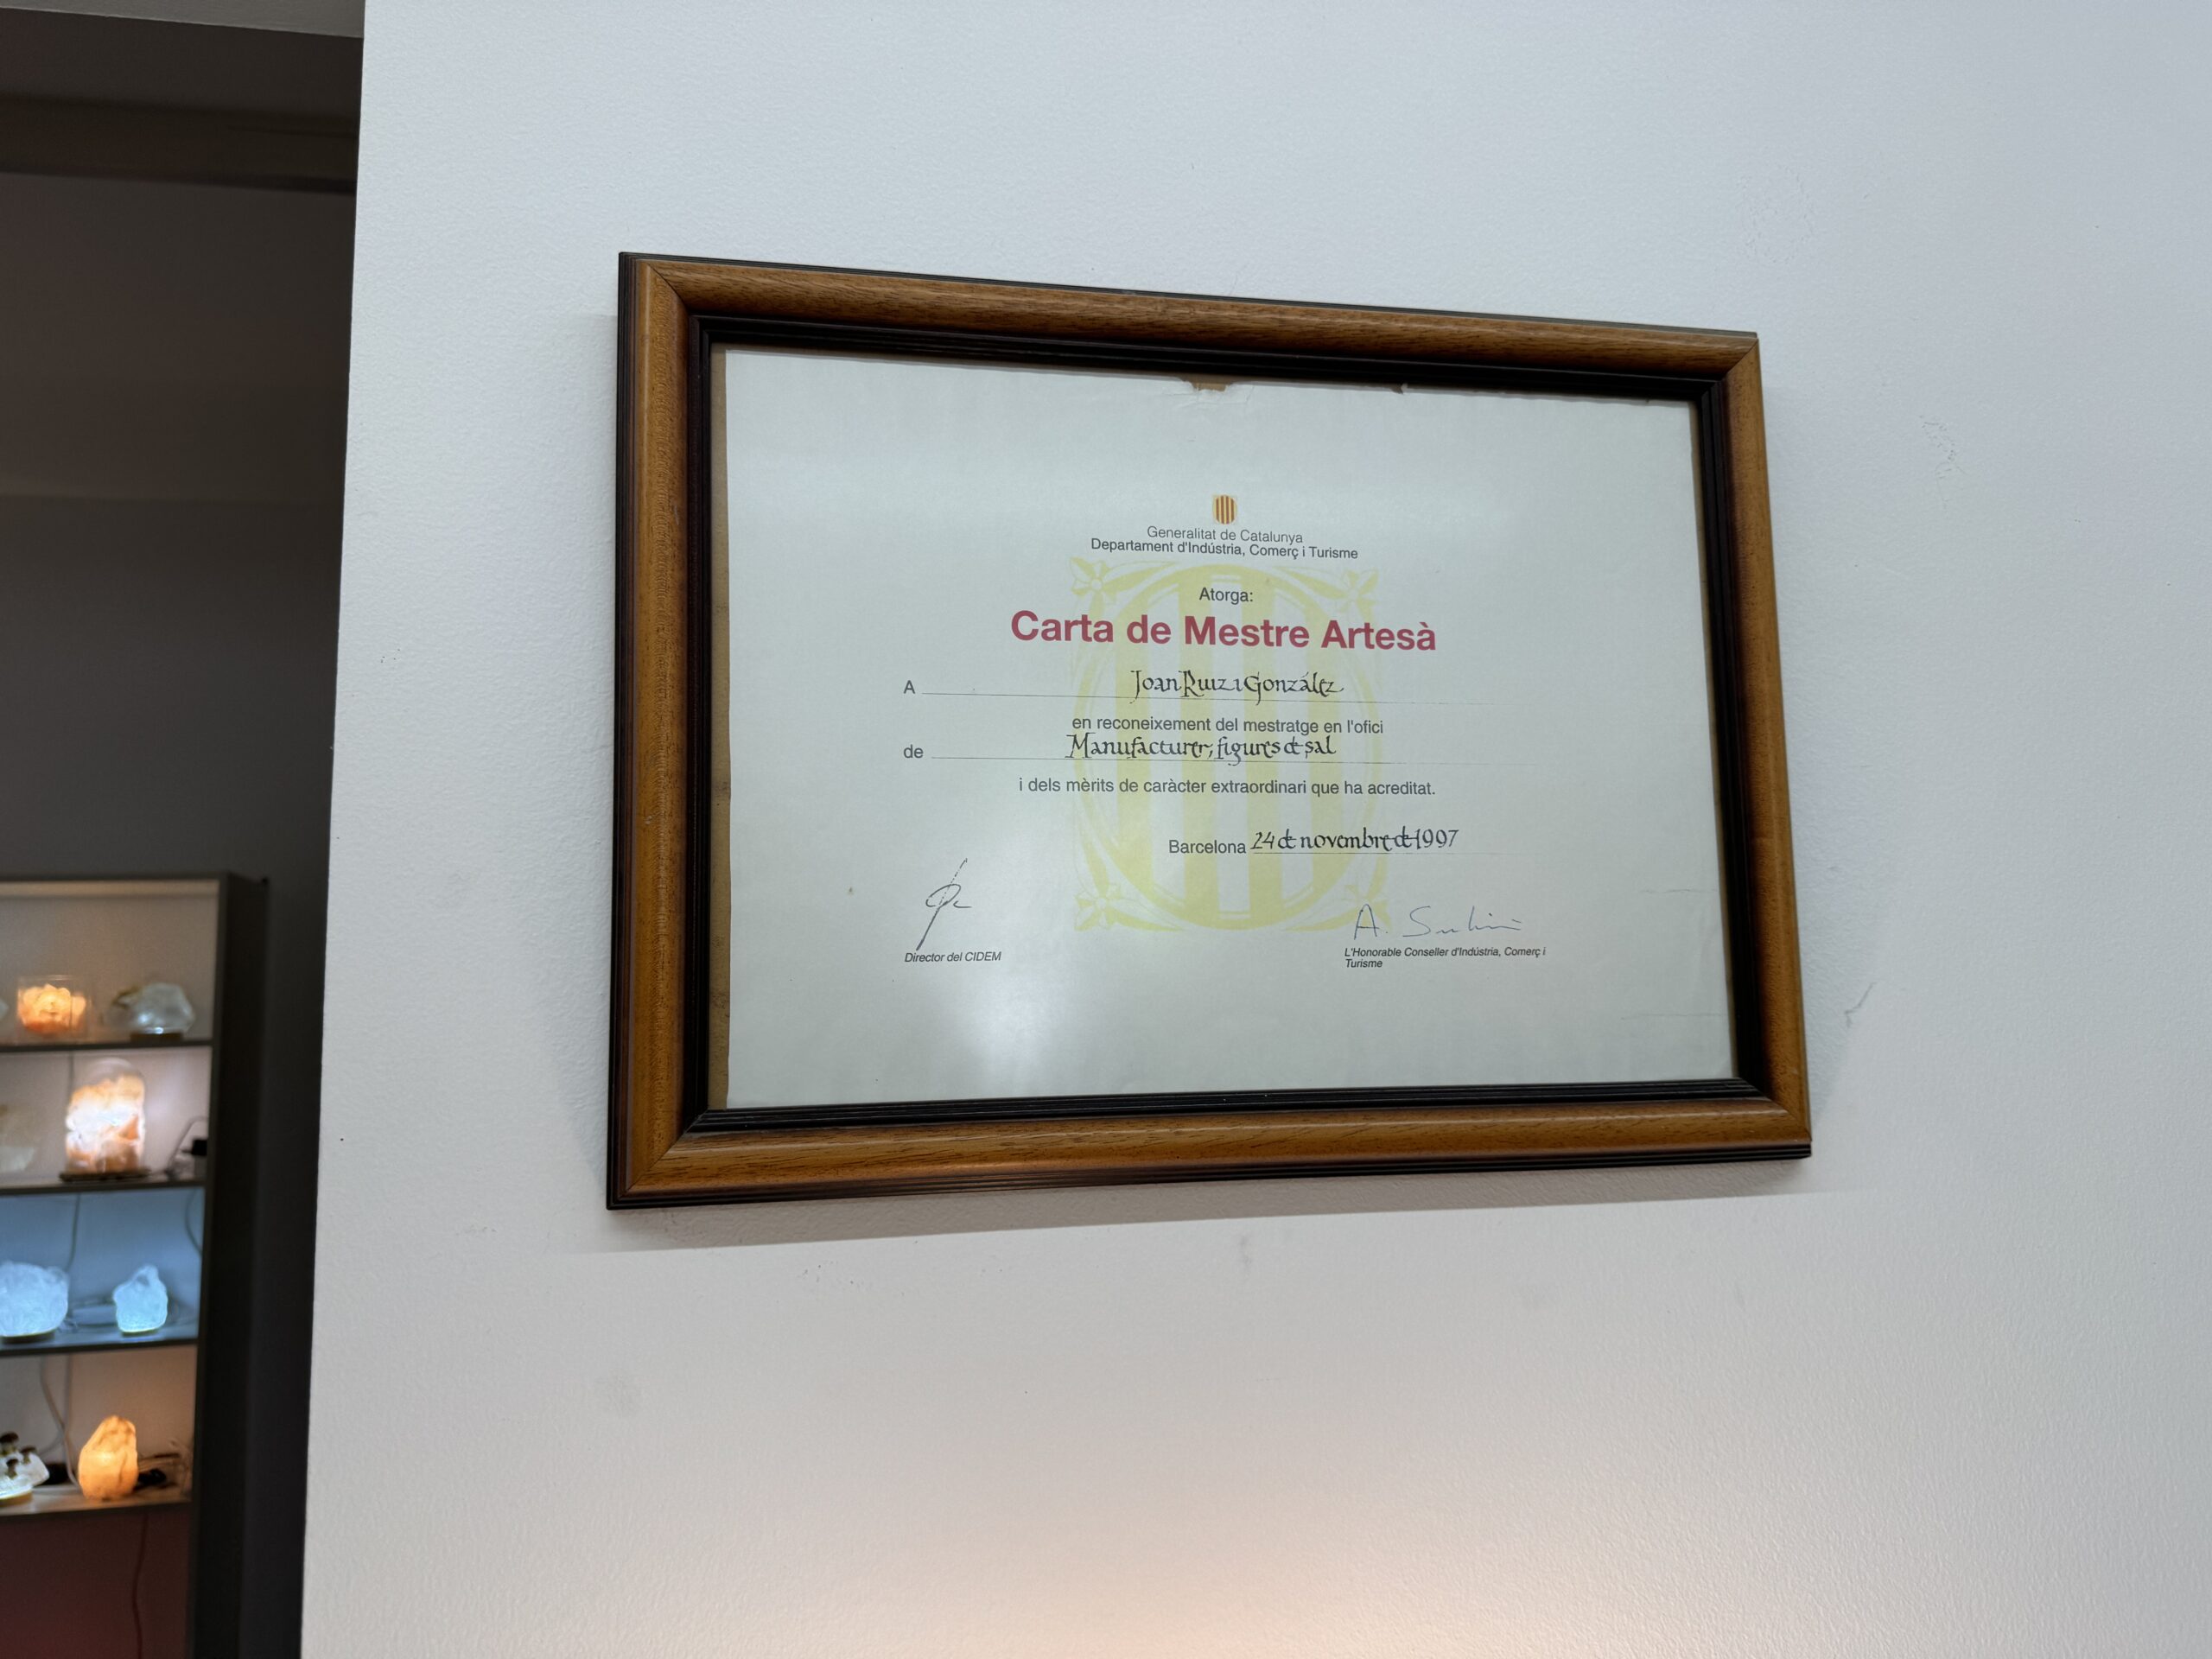 Generalitat de Catalunya
Departament d'Indústria, Comerç i Turisme
Atorga:
Carta de Mestre Artesà
A Joan Ruiz i González
en reconeixement del mestratge en l'ofici
de Manufacturer, figures de sal
i dels mèrits de caràcter extraordinari que ha acreditat.
Barcelona 24 de novembre de 1997
A.
Director del CIDEM
L'Honorable Conseller d'Indústria, Comerç i
Turisme